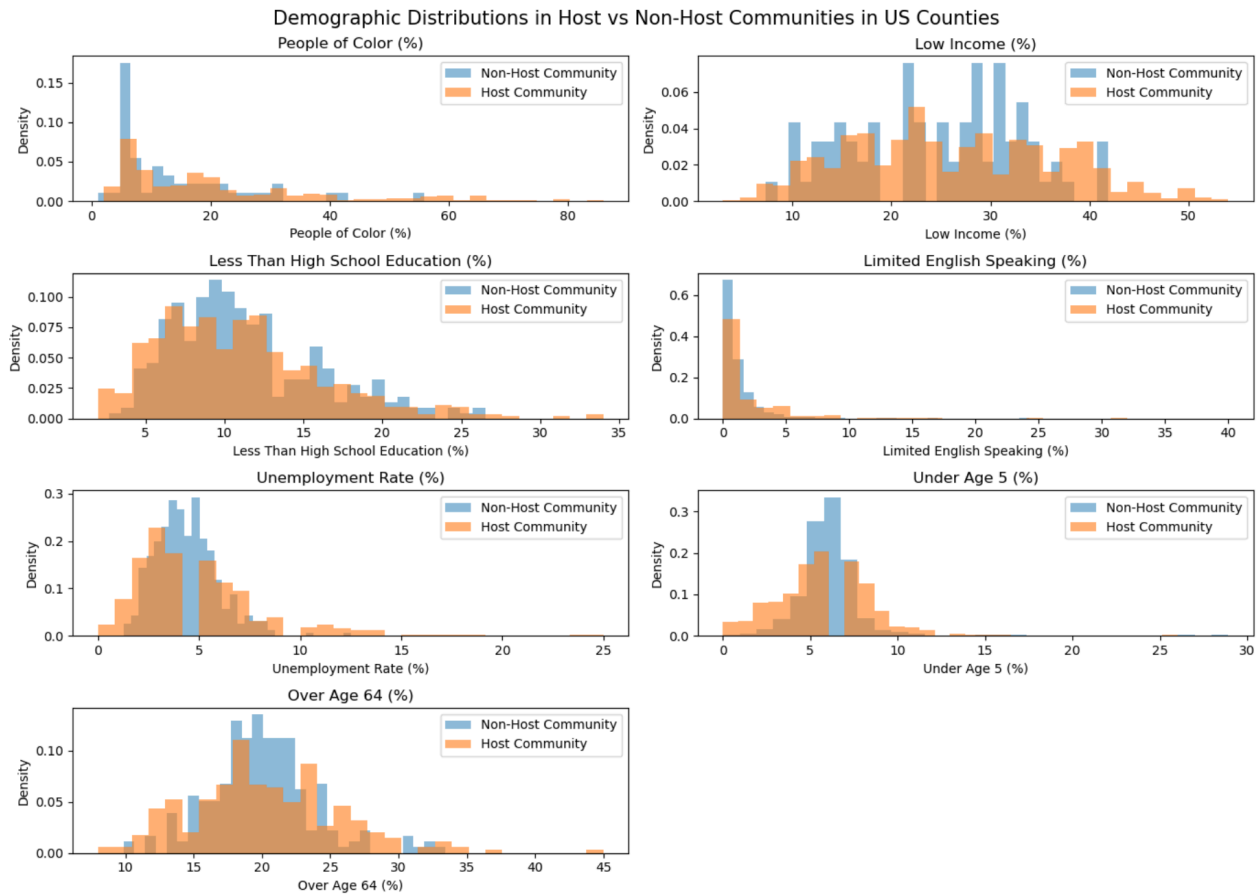 Demographic Distributions in Host vs Non-Host Communities in US Counties
People of Color (%)
Density
0.15
0.10
0.05
0.00
0
20
40
60
80
People of Color (%)
Non-Host Community
Host Community
Low Income (%)
Density
0.06
0.04
0.02
0.00
10
20
30
40
50
Low Income (%)
Non-Host Community
Host Community
Less Than High School Education (%)
Density
0.100
0.075
0.050
0.025
0.000
5
10
15
20
25
30
35
Less Than High School Education (%)
Non-Host Community
Host Community
Limited English Speaking (%)
Density
0.6
0.4
0.2
0.0
0
5
10
15
20
25
30
35
40
Limited English Speaking (%)
Non-Host Community
Host Community
Unemployment Rate (%)
Density
0.3
0.2
0.1
0.0
0
5
10
15
20
25
Unemployment Rate (%)
Non-Host Community
Host Community
Under Age 5 (%)
Density
0.3
0.2
0.1
0.0
0
5
10
15
20
25
30
Under Age 5 (%)
Non-Host Community
Host Community
Over Age 64 (%)
Density
0.10
0.05
0.00
10
15
20
25
30
35
40
45
Over Age 64 (%)
Non-Host Community
Host Community